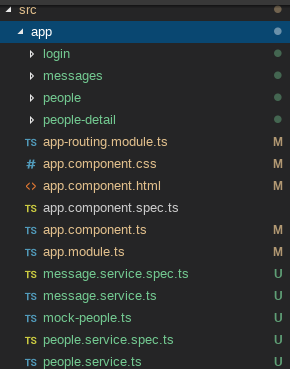 src
app
login
messages
people
people-detail
TS app-routing.module.ts M
# app.component.css M
<> app.component.html M
TS app.component.spec.ts
TS app.component.ts M
TS app.module.ts M
TS message.service.spec.ts U
TS message.service.ts U
TS mock-people.ts U
TS people.service.spec.ts U
TS people.service.ts U